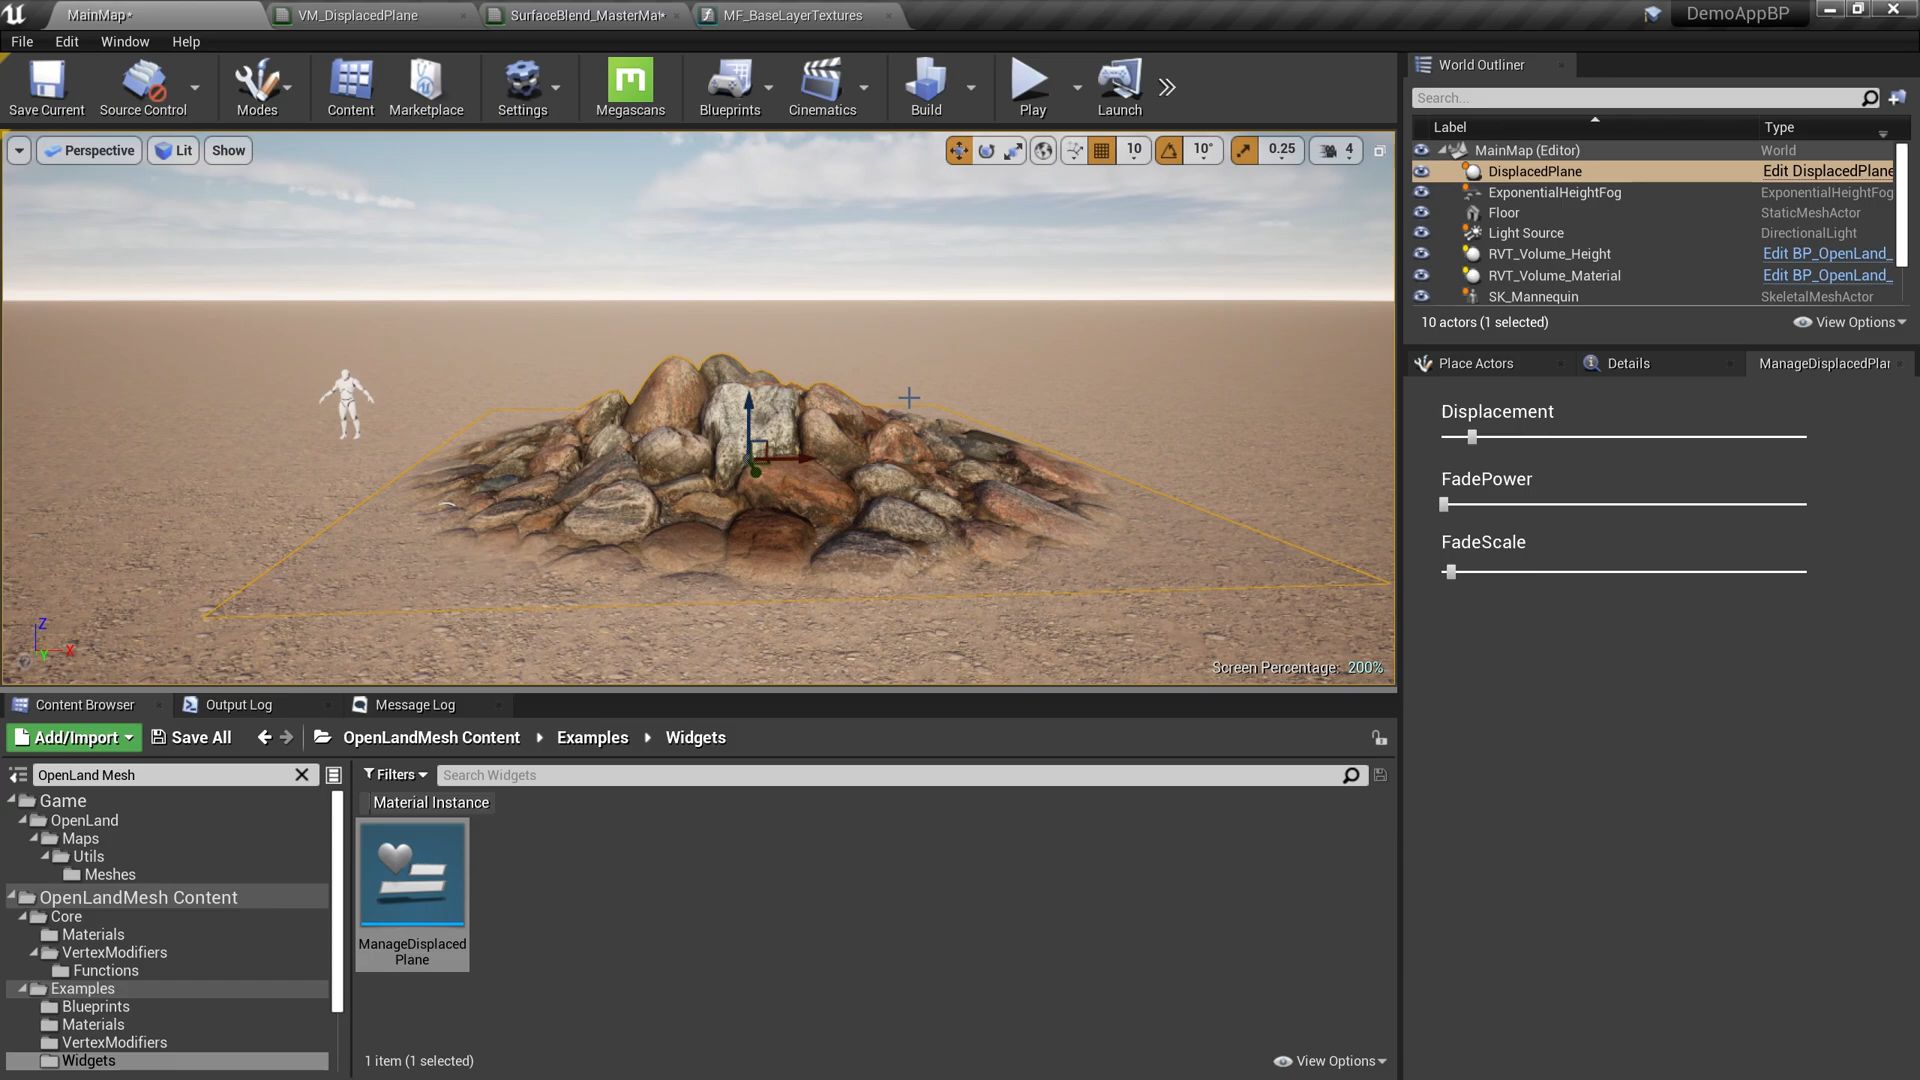 MainMap*
VM_DisplacedPlane
SurfaceBlend_MasterMat*
MF_BaseLayerTextures
DemoAppBP
File Edit Window Help
Save Current
Source Control
Modes
Content
Marketplace
Settings
Megascans
Blueprints
Cinematics
Build
Play
Launch
Perspective
Lit
Show
10
10°
0.25
4
Z
Y
X
Screen Percentage: 200%
World Outliner
Search...
Label Type
MainMap (Editor) World
DisplacedPlane Edit DisplacedPlane
ExponentialHeightFog ExponentialHeightFog
Floor StaticMeshActor
Light Source DirectionalLight
RVT_Volume_Height Edit BP_OpenLand_
RVT_Volume_Material Edit BP_OpenLand_
SK_Mannequin SkeletalMeshActor
10 actors (1 selected) View Options
Place Actors
Details
ManageDisplacedPlar
Displacement
FadePower
FadeScale
Content Browser
Output Log
Message Log
Add/Import
Save All
OpenLandMesh Content
Examples
Widgets
OpenLand Mesh
Filters
Search Widgets
Material Instance
Game
OpenLand
Maps
Utils
Meshes
OpenLandMesh Content
Core
Materials
VertexModifiers
Functions
Examples
Blueprints
Materials
VertexModifiers
Widgets
ManageDisplaced
Plane
1 item (1 selected)
View Options